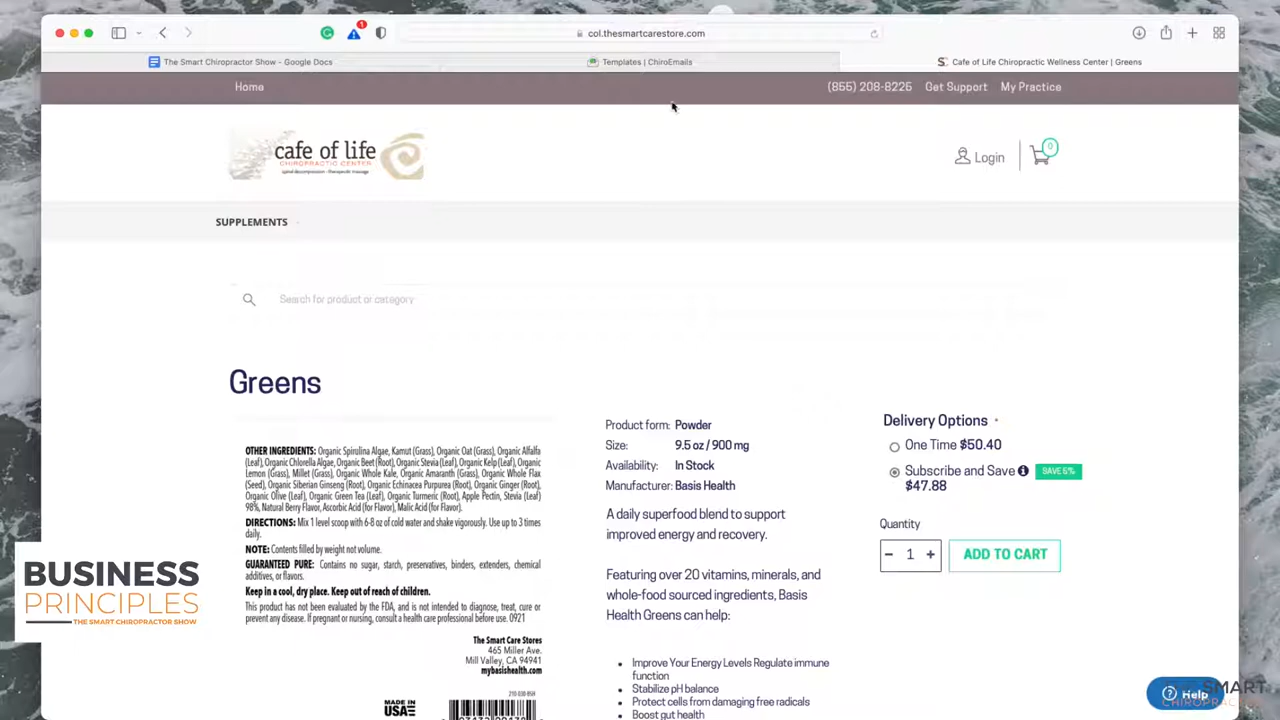 1
col.thesmartcarestore.com
The Smart Chiropractor Show - Google Docs
Templates | ChiroEmails
Cafe of Life Chiropractic Wellness Center | Greens
Home
(855) 208-8226
Get Support
My Practice
cafe of life
CHIROPRACTIC CENTER
spinal decompression - therapeutic massage
Login
0
SUPPLEMENTS
Search for product or category
Greens
OTHER INGREDIENTS: Organic Spirulina Algae, Kamut (Grass), Organic Oat (Grass), Organic Alfalfa
(Leaf), Organic Chlorella Algae, Organic Beet (Root), Organic Stevia (Leaf), Organic Kelp (Leaf), Organic
Lemon (Grass), Millet (Grass), Organic Whole Kale, Organic Amaranth (Grass), Organic Whole Flax
(Seed), Organic Siberian Ginseng (Root), Organic Echinacea Purpurea (Root), Organic Ginger (Root),
Organic Olive (Leaf), Organic Green Tea (Leaf), Organic Turmeric (Root), Apple Pectin, Stevia (Leaf)
98%, Natural Berry Flavor, Ascorbic Acid (for Flavor), Malic Acid (for Flavor).
DIRECTIONS: Mix 1 level scoop with 6-8 oz of cold water and shake vigorously. Use up to 3 times
daily.
NOTE: Contents filled by weight not volume.
GUARANTEED PURE: Contains no sugar, starch, preservatives, binders, extenders, chemical
additives, or flavors.
Keep in a cool, dry place. Keep out of reach of children.
This product has not been evaluated by the FDA, and is not intended to diagnose, treat, cure or
prevent any disease. If pregnant or nursing, consult a health care professional before use. 0921
The Smart Care Stores
465 Miller Ave.
Mill Valley, CA 94941
mybasishealth.com
MADE IN
USA
Product form: Powder
Size: 9.5 oz / 900 mg
Availability: In Stock
Manufacturer: Basis Health
A daily superfood blend to support
improved energy and recovery.
Featuring over 20 vitamins, minerals, and
whole-food sourced ingredients, Basis
Health Greens can help:
Improve Your Energy Levels Regulate immune
function
Stabilize pH balance
Protect cells from damaging free radicals
Boost gut health
Delivery Options
One Time $50.40
Subscribe and Save
SAVE 5%
$47.88
Quantity
− 1 +
ADD TO CART
BUSINESS
PRINCIPLES
THE SMART CHIROPRACTOR SHOW
Help
SMART